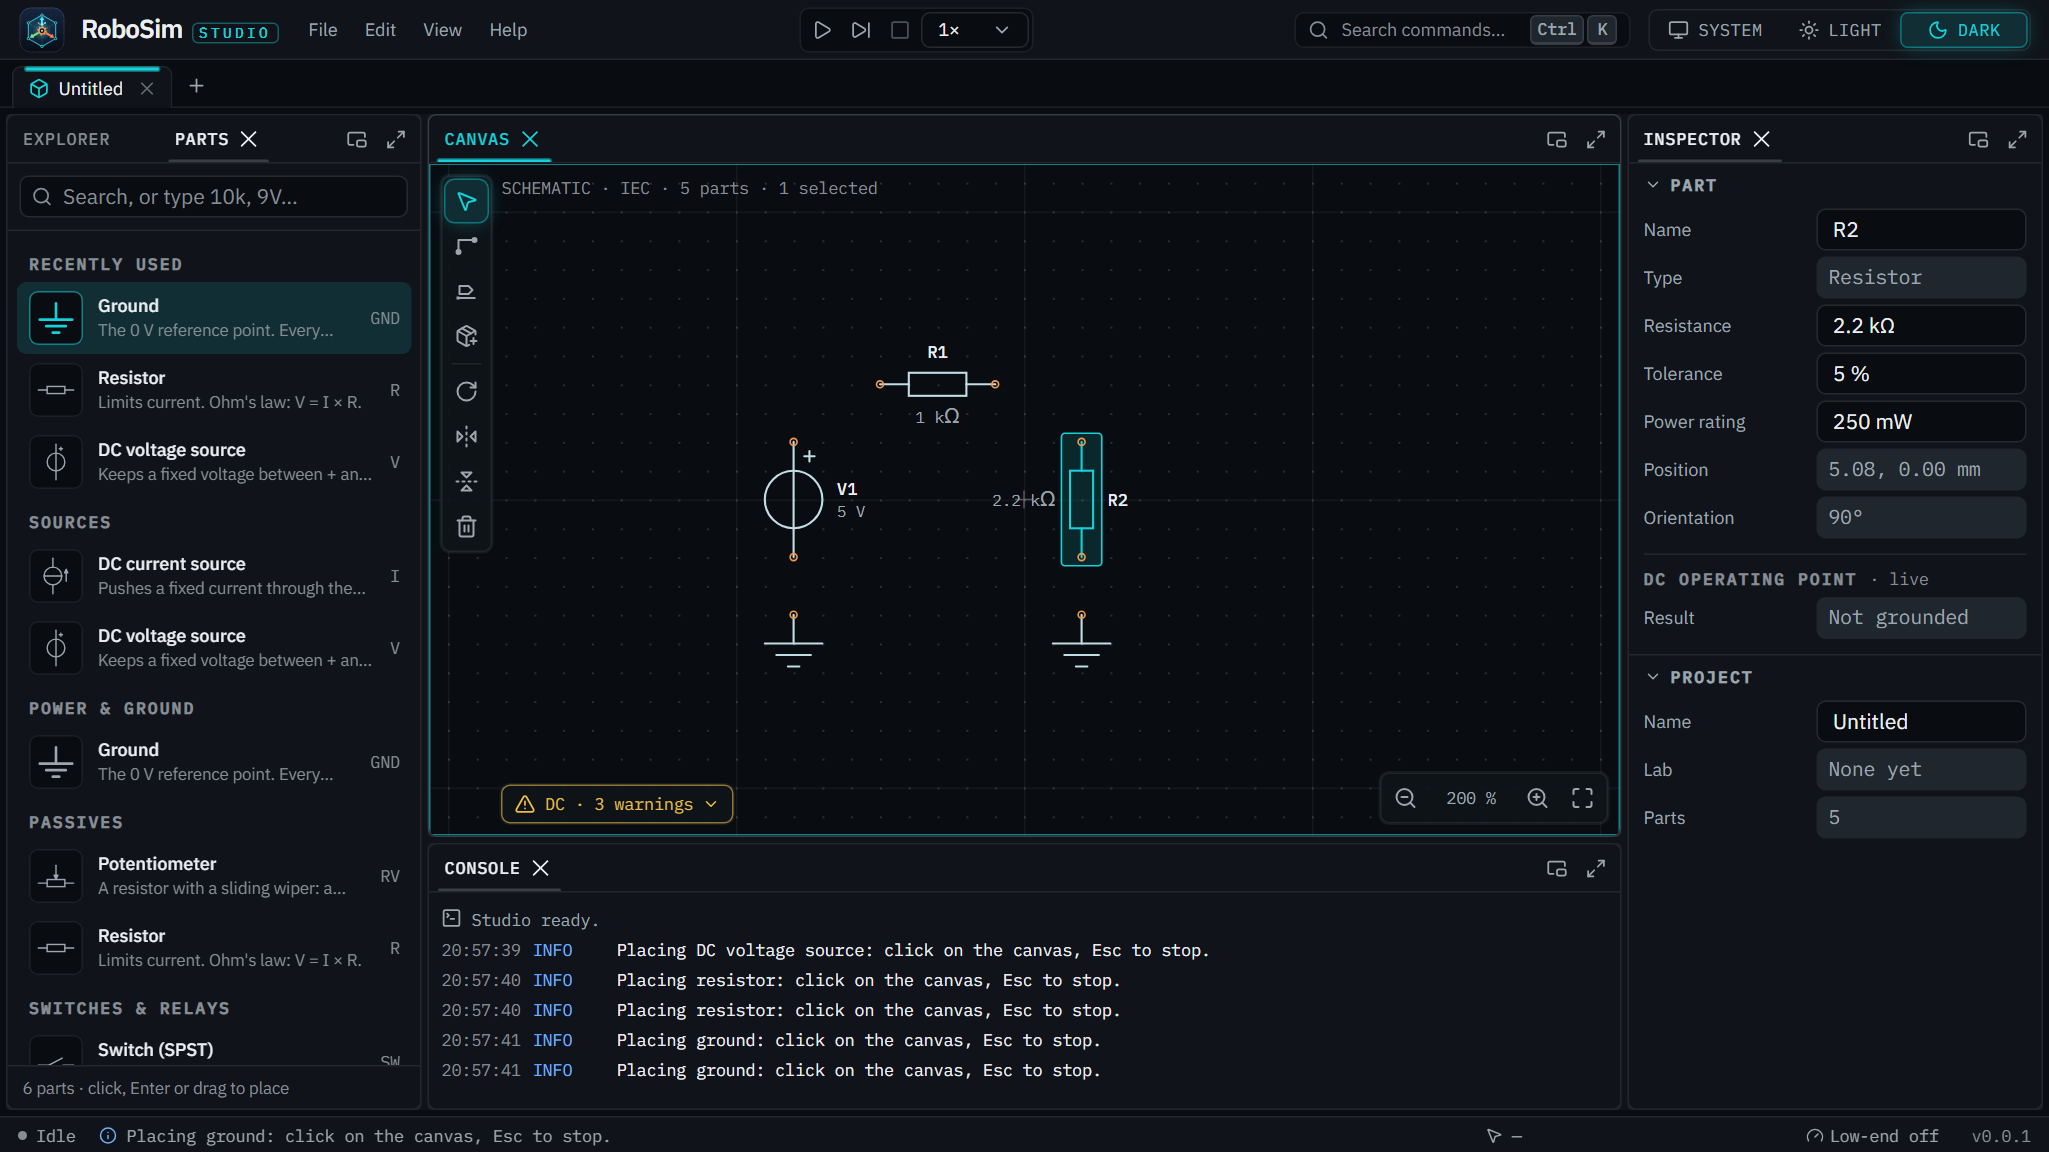 RoboSim STUDIO File Edit View Help 1× Search commands... Ctrl K SYSTEM LIGHT DARK
Untitled
EXPLORER PARTS
Search, or type 10k, 9V...
RECENTLY USED
Ground
The 0 V reference point. Every...
GND
Resistor
Limits current. Ohm's law: V = I × R.
R
DC voltage source
Keeps a fixed voltage between + an...
V
SOURCES
DC current source
Pushes a fixed current through the...
I
DC voltage source
Keeps a fixed voltage between + an...
V
POWER & GROUND
Ground
The 0 V reference point. Every...
GND
PASSIVES
Potentiometer
A resistor with a sliding wiper: a...
RV
Resistor
Limits current. Ohm's law: V = I × R.
R
SWITCHES & RELAYS
Switch (SPST)
SW
6 parts · click, Enter or drag to place
CANVAS
SCHEMATIC · IEC · 5 parts · 1 selected
R1
1 kΩ
+
V1
5 V
2.2 kΩ
R2
DC · 3 warnings
200 %
CONSOLE
Studio ready.
20:57:39 INFO Placing DC voltage source: click on the canvas, Esc to stop.
20:57:40 INFO Placing resistor: click on the canvas, Esc to stop.
20:57:40 INFO Placing resistor: click on the canvas, Esc to stop.
20:57:41 INFO Placing ground: click on the canvas, Esc to stop.
20:57:41 INFO Placing ground: click on the canvas, Esc to stop.
INSPECTOR
PART
Name R2
Type Resistor
Resistance 2.2 kΩ
Tolerance 5 %
Power rating 250 mW
Position 5.08, 0.00 mm
Orientation 90°
DC OPERATING POINT · live
Result Not grounded
PROJECT
Name Untitled
Lab None yet
Parts 5
Idle Placing ground: click on the canvas, Esc to stop. — Low-end off v0.0.1